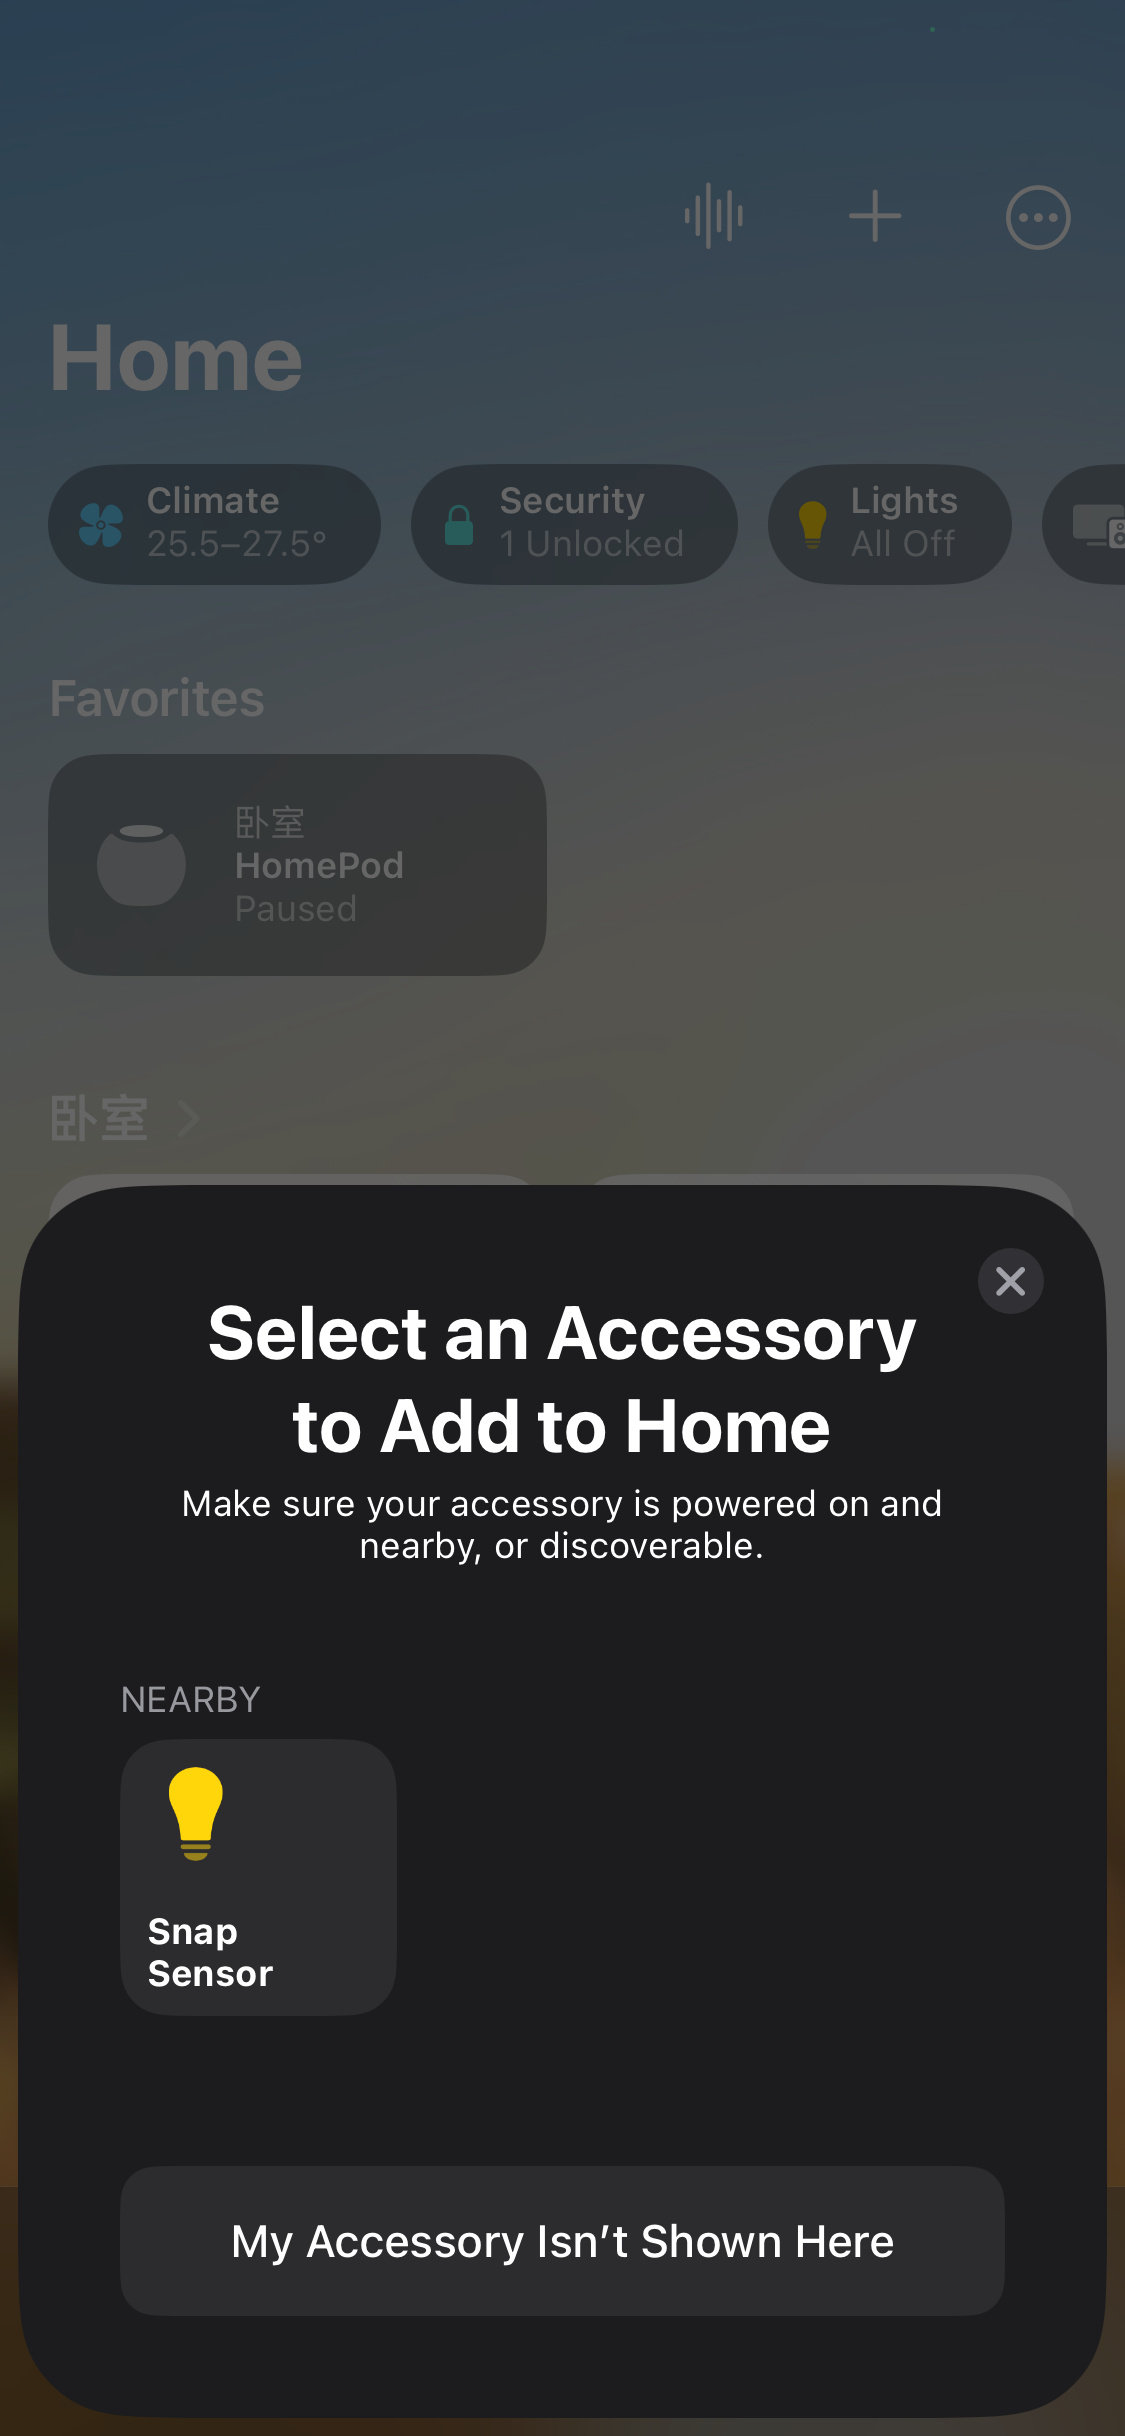 Home
Climate
25.5–27.5°
Security
1 Unlocked
Lights
All Off
Favorites
卧室
HomePod
Paused
卧室
Select an Accessory
to Add to Home
Make sure your accessory is powered on and
nearby, or discoverable.
NEARBY
Snap
Sensor
My Accessory Isn’t Shown Here